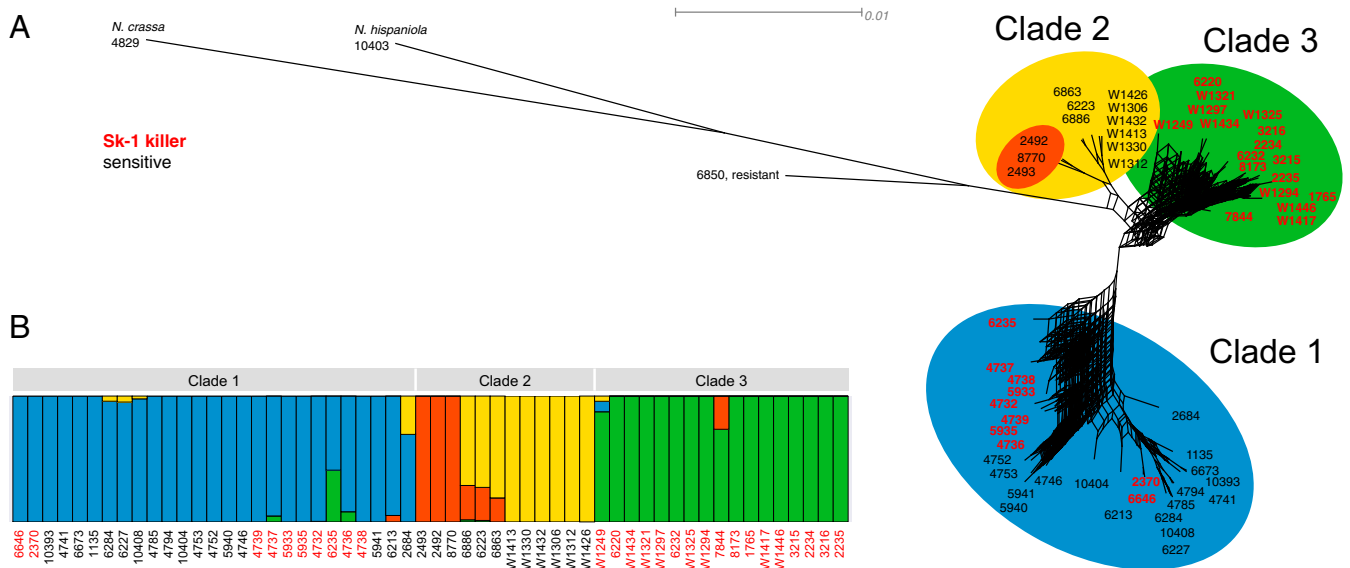 A
N. crassa
4829
N. hispaniola
10403
0.01
Clade 2
Clade 3
Sk-1 killer
sensitive
6850, resistant
6863
6223
6886
W1426
W1306
W1432
W1413
W1330
W1312
2492
8770
2493
6220
W1321
W1297
W1249
W1434
W1325
3216
2234
6232
3215
8173
2235
W1294
1765
W1446
7844
W1417
Clade 1
6235
4737
4738
5933
4732
4739
5935
4736
4752
4753
5941
5940
4746
10404
2684
1135
6673
2370
10393
4794
6646
4741
4785
6213
6284
10408
6227
B
Clade 1 Clade 2 Clade 3
6646 2370 10393 4741 6673 1135 6284 6227 10408 4785 4794 10404 4753 4752 5940 4746 4739 4737 5933 5935 4732 6235 4736 4738 5941 6213 2684 2493 2492 8770 6886 6223 6863 W1413 W1330 W1432 W1306 W1312 W1426 W1249 6220 W1434 W1321 W1297 6232 W1325 W1294 7844 8173 1765 W1417 W1446 3215 2234 3216 2235